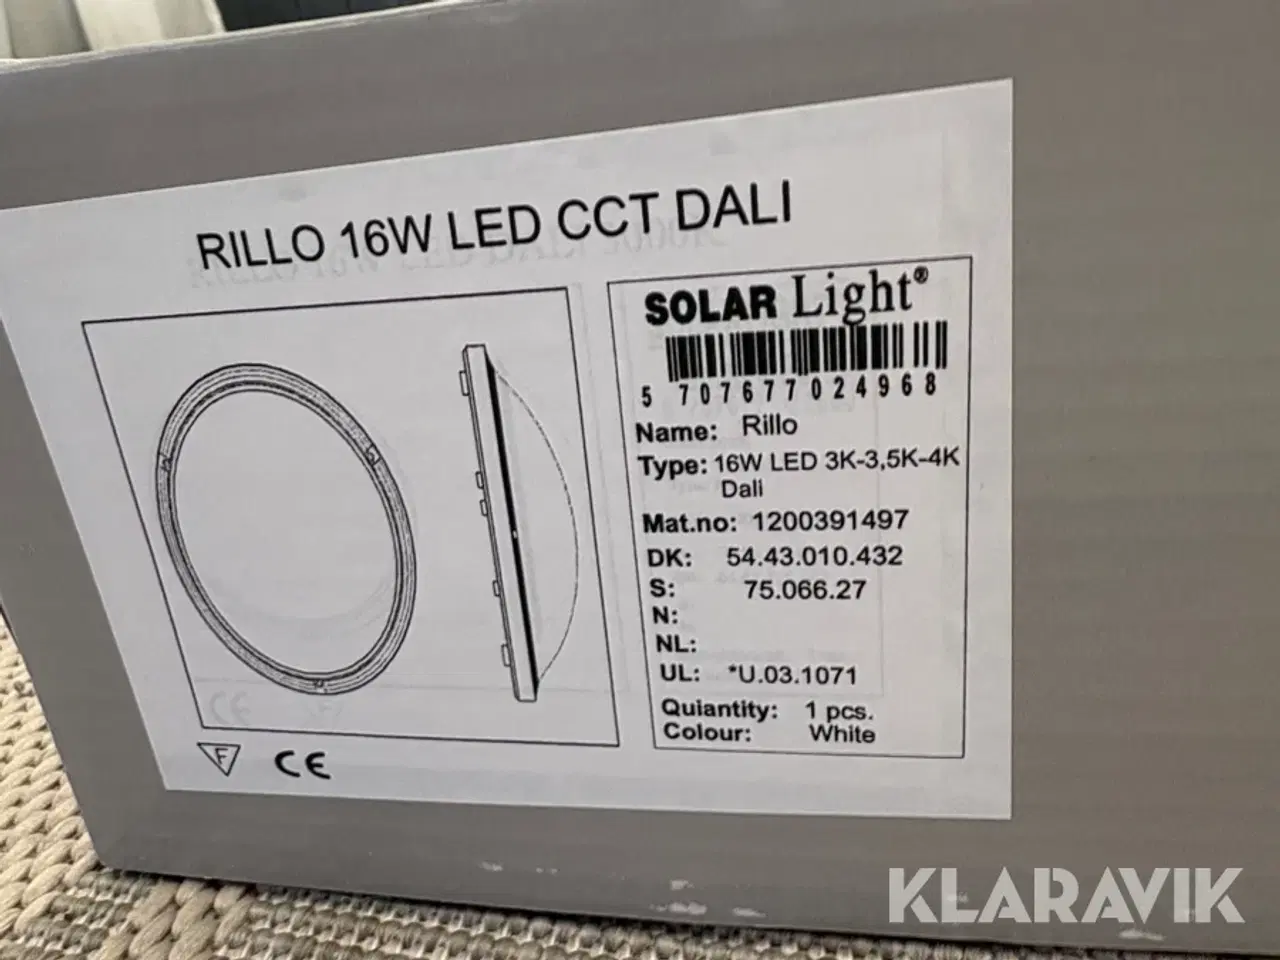 RILLO 16W LED CCT DALI
SOLAR Light®
5 707677024968
Name: Rillo
Type: 16W LED 3K-3,5K-4K
Dali
Mat.no: 1200391497
DK: 54.43.010.432
S: 75.066.27
N:
NL:
UL: *U.03.1071
Quiantity: 1 pcs.
Colour: White
F CE
KLARAVIK